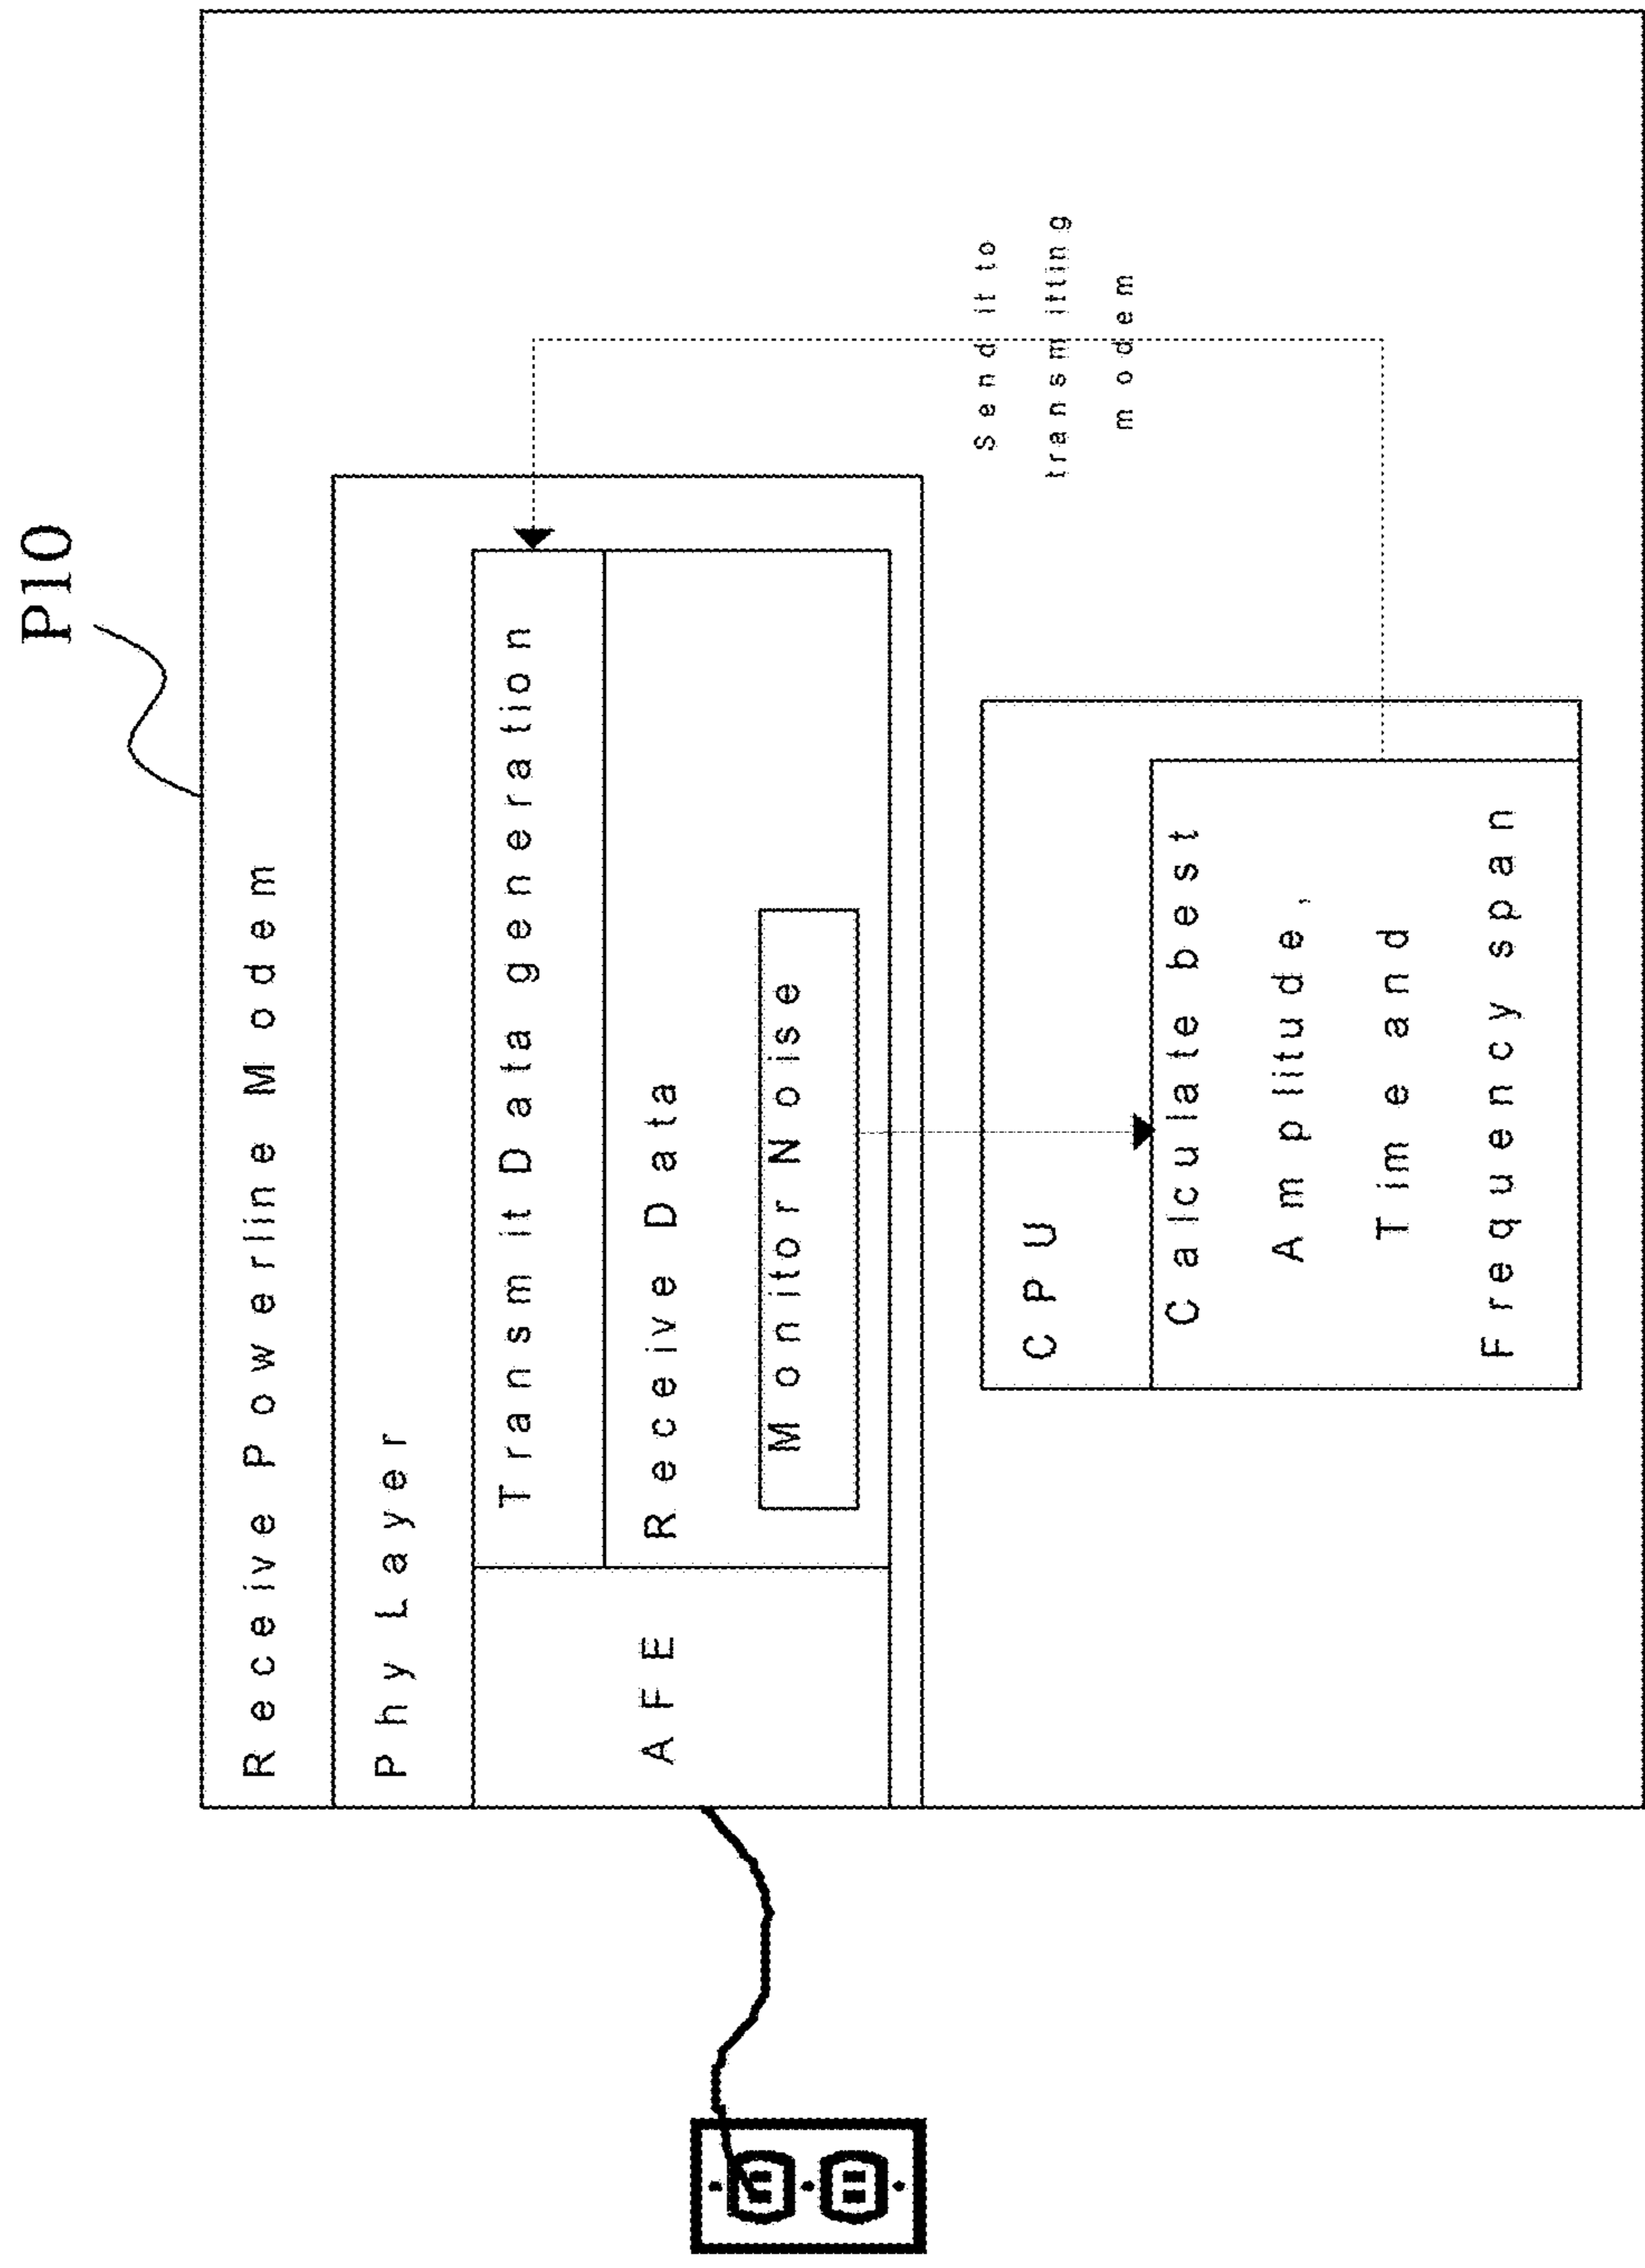 P10
Receive Powerline Modem
Phy Layer
Transmit Data generation
AFE
Receive Data
Monitor Noise
Send it to
transmitting
modem
CPU
Calculate best
Amplitude,
Time and
Frequency span